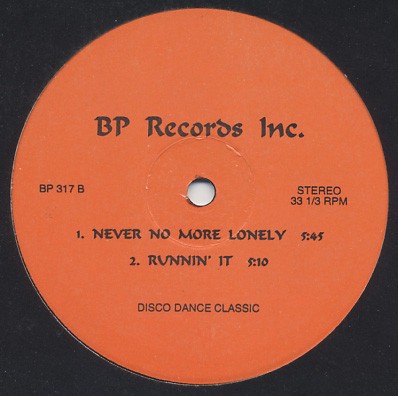 BP Records Inc.
BP 317 B
STEREO
33 1/3 RPM
1. NEVER NO MORE LONELY 5:45
2. RUNNIN' IT 5:10
DISCO DANCE CLASSIC